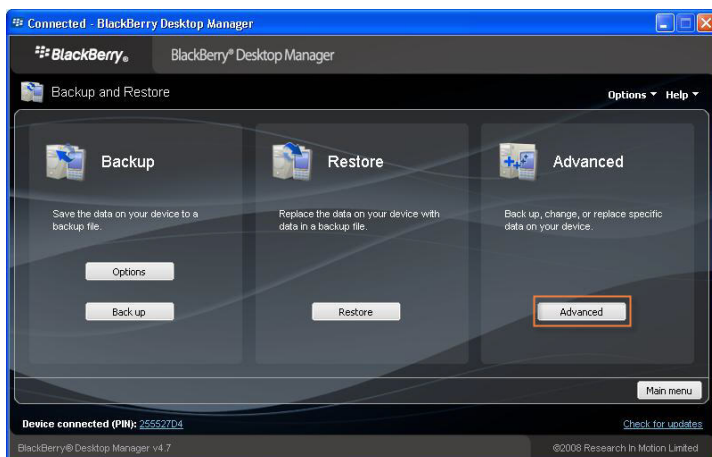 Connected - BlackBerry Desktop Manager
BlackBerry® BlackBerry® Desktop Manager
Backup and Restore Options Help
Backup
Save the data on your device to a
backup file.
Options
Back up
Restore
Replace the data on your device with
data in a backup file.
Restore
Advanced
Back up, change, or replace specific
data on your device.
Advanced
Main menu
Device connected (PIN): 255527D4 Check for updates
BlackBerry® Desktop Manager v4.7 ©2008 Research In Motion Limited